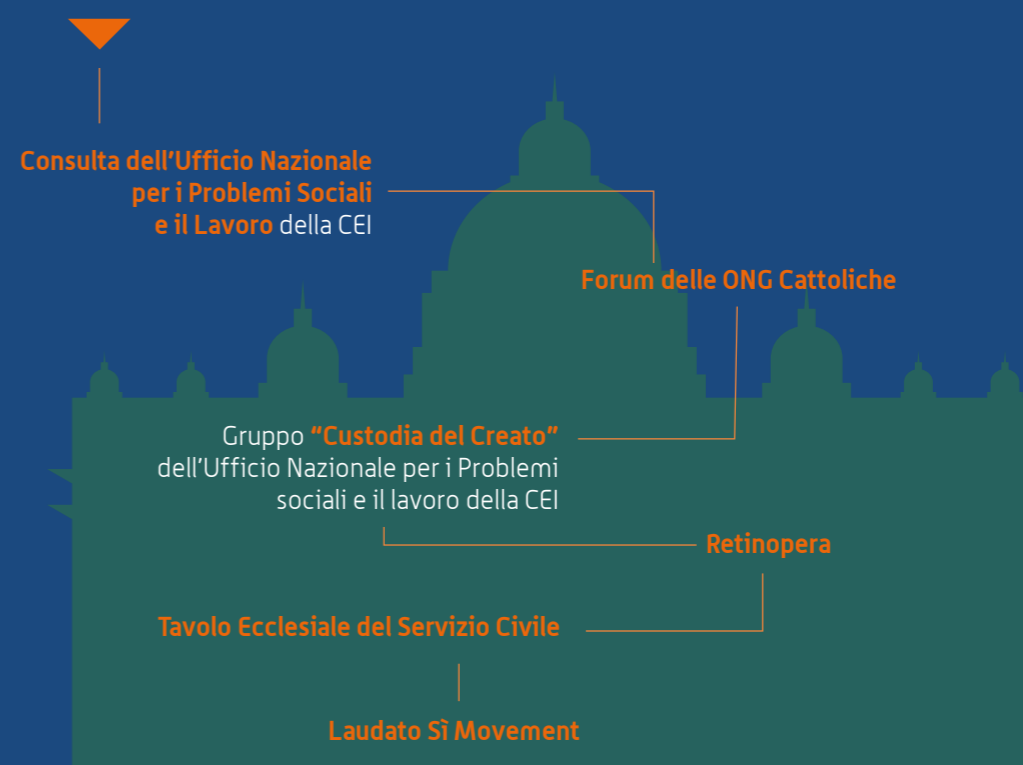 Consulta dell'Ufficio Nazionale
per i Problemi Sociali
e il Lavoro della CEI
Forum delle ONG Cattoliche
Gruppo “Custodia del Creato”
dell'Ufficio Nazionale per i Problemi
sociali e il lavoro della CEI
Retinopera
Tavolo Ecclesiale del Servizio Civile
Laudato Sì Movement